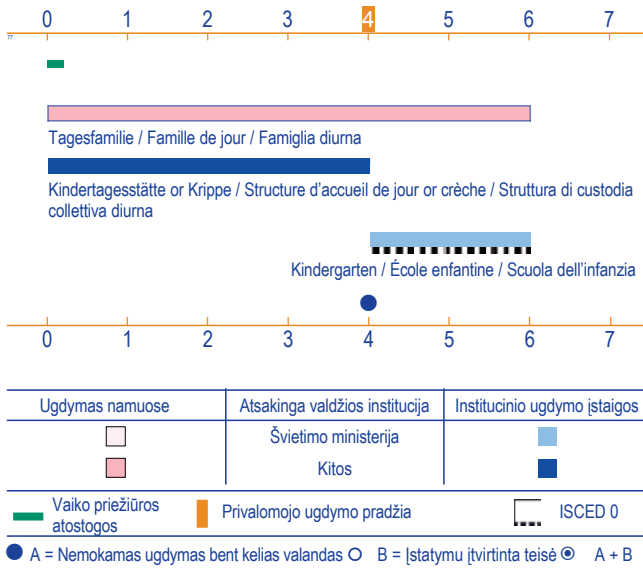 0 1 2 3 4 5 6 7
77
Tagesfamilie / Famille de jour / Famiglia diurna
Kindertagesstätte or Krippe / Structure d'accueil de jour or crèche / Struttura di custodia
collettiva diurna
Kindergarten / École enfantine / Scuola dell'infanzia
0 1 2 3 4 5 6 7
Ugdymas namuose Atsakinga valdžios institucija Institucinio ugdymo įstaigos
Švietimo ministerija
Kitos
Vaiko priežiūros
atostogos
Privalomojo ugdymo pradžia
ISCED 0
A = Nemokamas ugdymas bent kelias valandas B = Įstatymu įtvirtinta teisė A + B